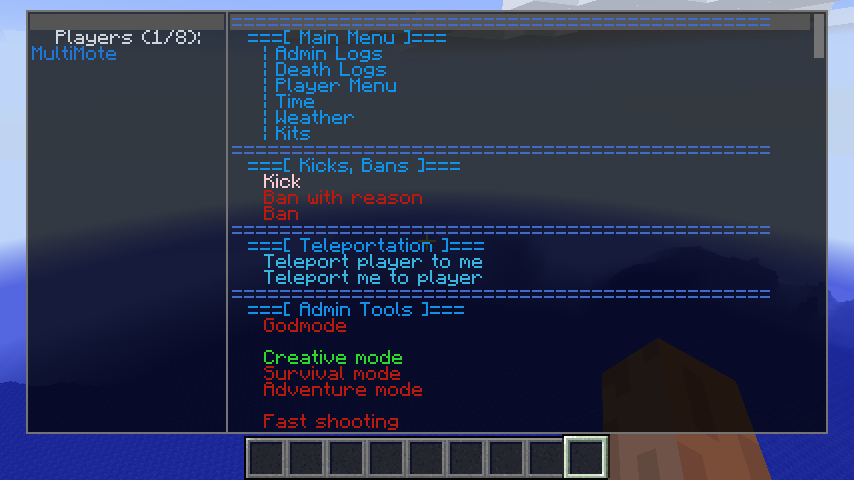 Players (1/8):
MultiMote
===[ Main Menu ]===
¦ Admin Logs
¦ Death Logs
¦ Player Menu
¦ Time
¦ Weather
¦ Kits
===[ Kicks, Bans ]===
Kick
Ban with reason
Ban
===[ Teleportation ]===
Teleport player to me
Teleport me to player
===[ Admin Tools ]===
Godmode
Creative mode
Survival mode
Adventure mode
Fast shooting